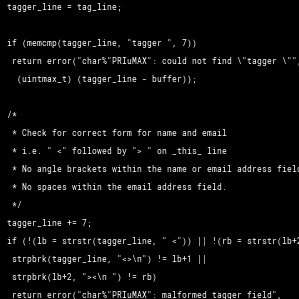 tagger_line = tag_line;
if (memcmp(tagger_line, "tagger ", 7))
return error("char%"PRIuMAX": could not find \"tagger \"",
(uintmax_t) (tagger_line - buffer));
/*
* Check for correct form for name and email
* i.e. " <" followed by "> " on _this_ line
* No angle brackets within the name or email address fiel
* No spaces within the email address field.
*/
tagger_line += 7;
if (!(lb = strstr(tagger_line, " <")) || !(rb = strstr(lb+2
strpbrk(tagger_line, "<>\n") != lb+1 ||
strpbrk(lb+2, "><\n ") != rb)
return error("char%"PRIuMAX": malformed tagger field",